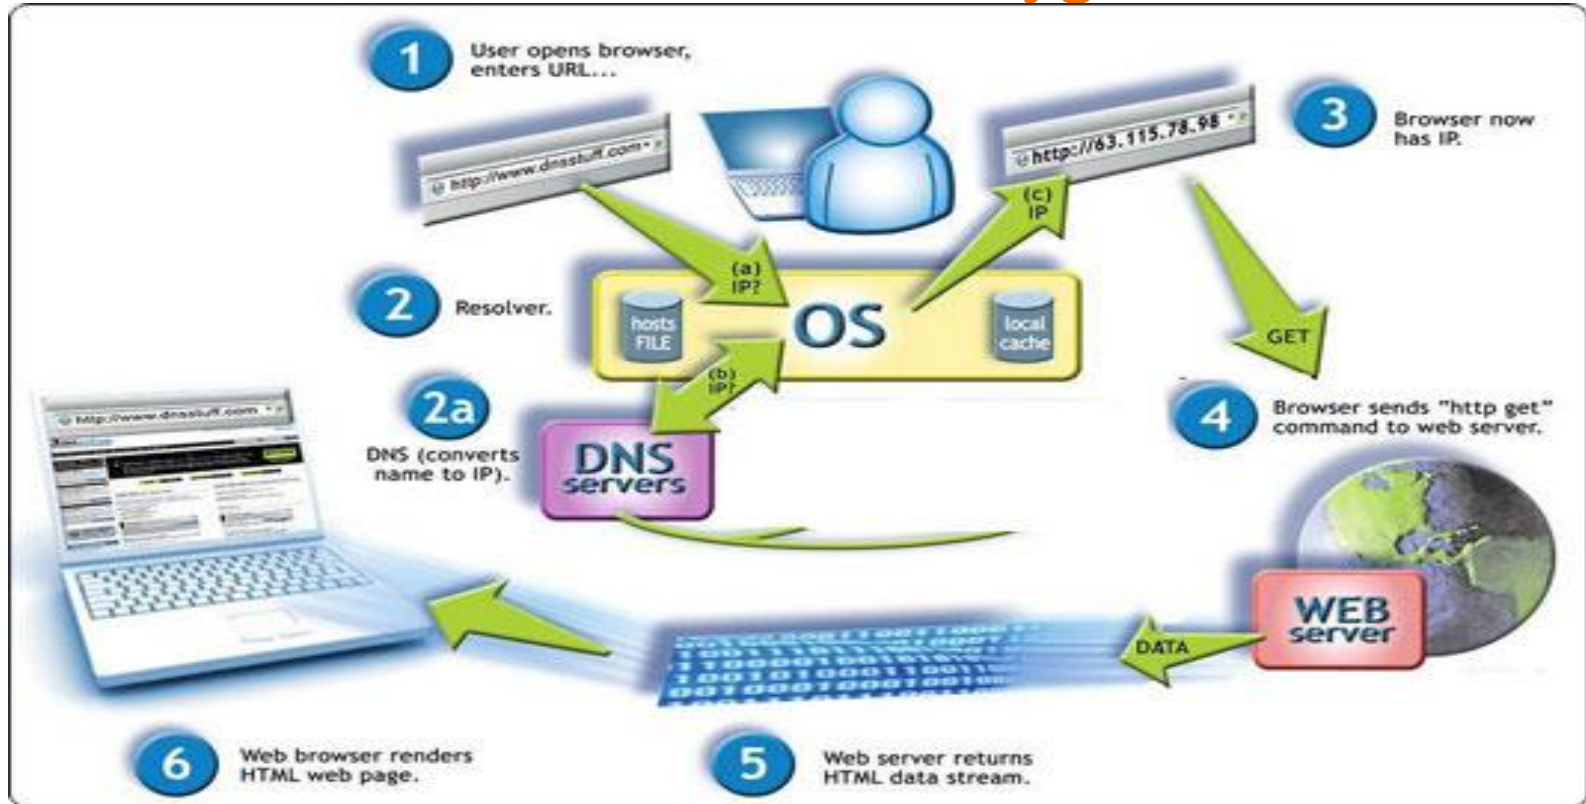 1
User opens browser,
enters URL...
http://www.dnsstuff.com
http://63.115.78.98
3
Browser now
has IP.
(a)
IP?
(c)
IP
2
Resolver.
hosts
FILE
OS
local
cache
GET
(b)
IP?
2a
DNS (converts
name to IP).
DNS
servers
4
Browser sends "http get"
command to web server.
http://www.dnsstuff.com
WEB
server
DATA
6
Web browser renders
HTML web page.
5
Web server returns
HTML data stream.